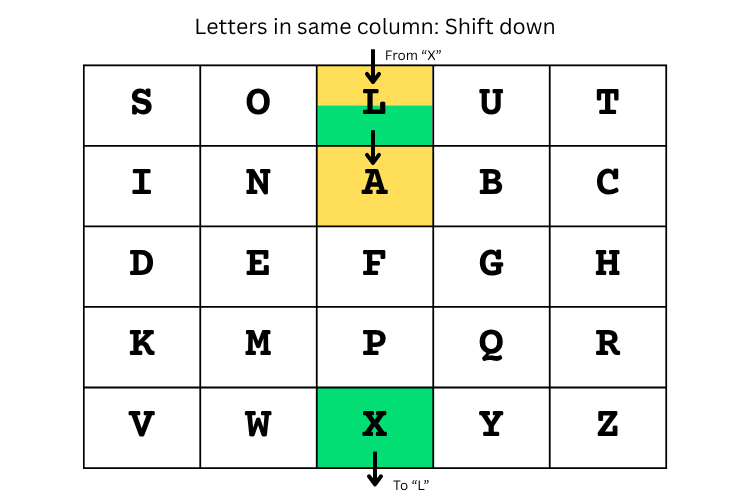 Letters in same column: Shift down
From “X”
S O L U T
I N A B C
D E F G H
K M P Q R
V W X Y Z
To “L”